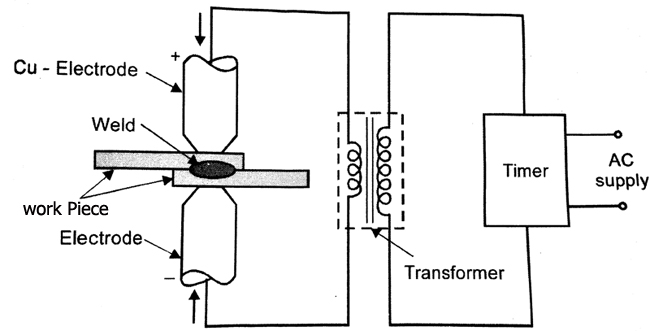 +
Cu - Electrode
Weld
work Piece
Electrode
–
Transformer
Timer
AC
supply